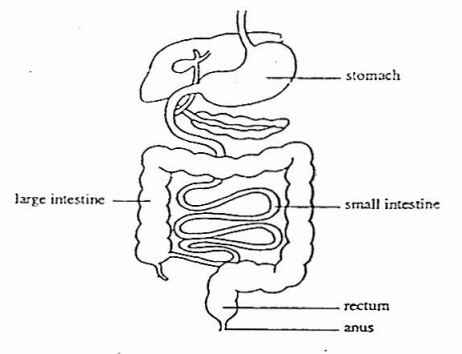 stomach
large intestine
small intestine
rectum
anus